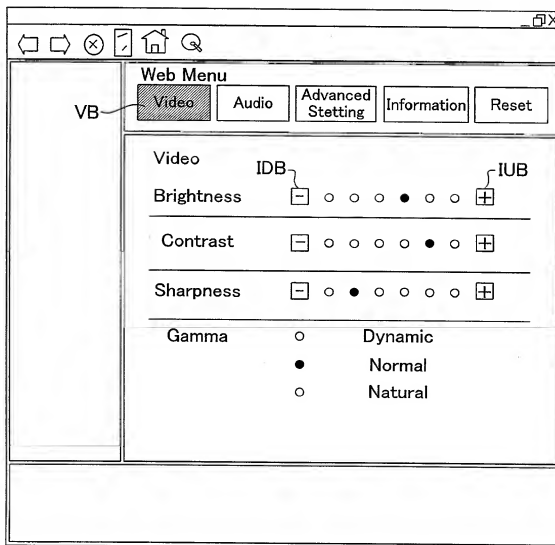 Web Menu
VB
Video
Audio
Advanced
Stetting
Information
Reset
Video
IDB
IUB
Brightness
Contrast
Sharpness
Gamma
Dynamic
Normal
Natural